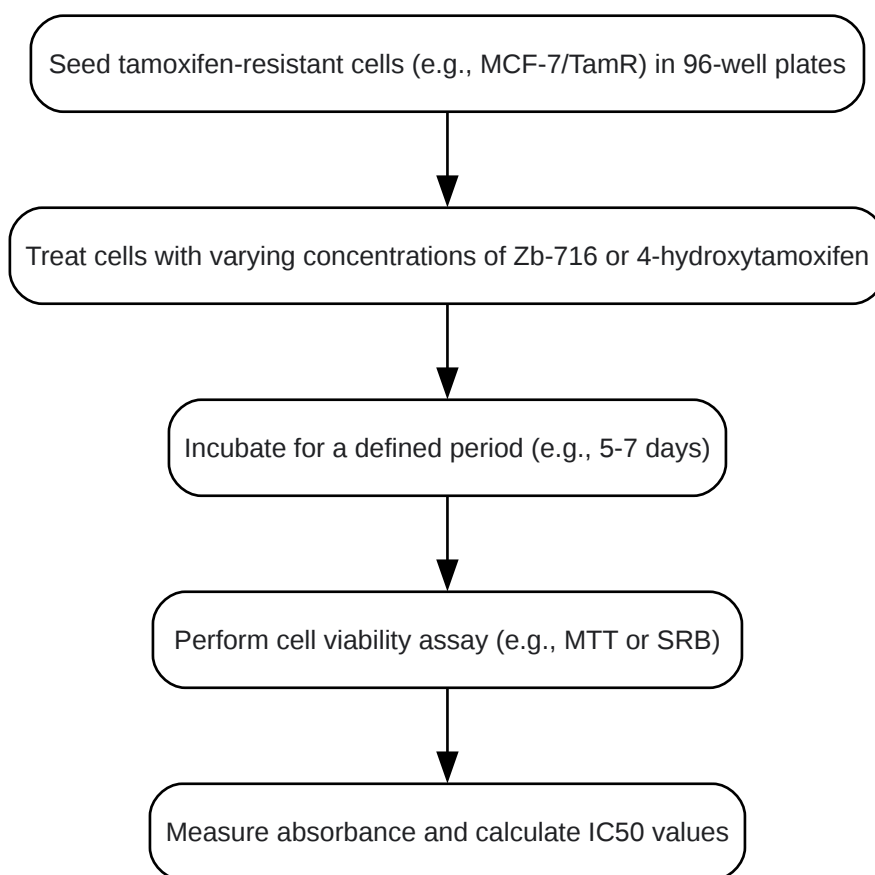 Seed tamoxifen-resistant cells (e.g., MCF-7/TamR) in 96-well plates
Treat cells with varying concentrations of Zb-716 or 4-hydroxytamoxifen
Incubate for a defined period (e.g., 5-7 days)
Perform cell viability assay (e.g., MTT or SRB)
Measure absorbance and calculate IC50 values